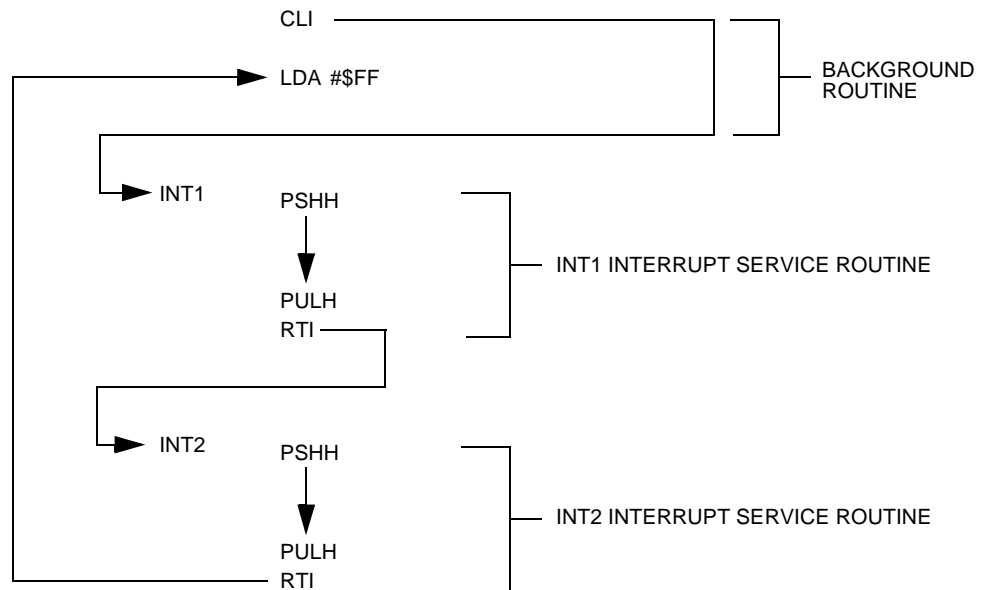 CLI
LDA #$FF
BACKGROUND
ROUTINE
INT1
PSHH
INT1 INTERRUPT SERVICE ROUTINE
PULH
RTI
INT2
PSHH
INT2 INTERRUPT SERVICE ROUTINE
PULH
RTI